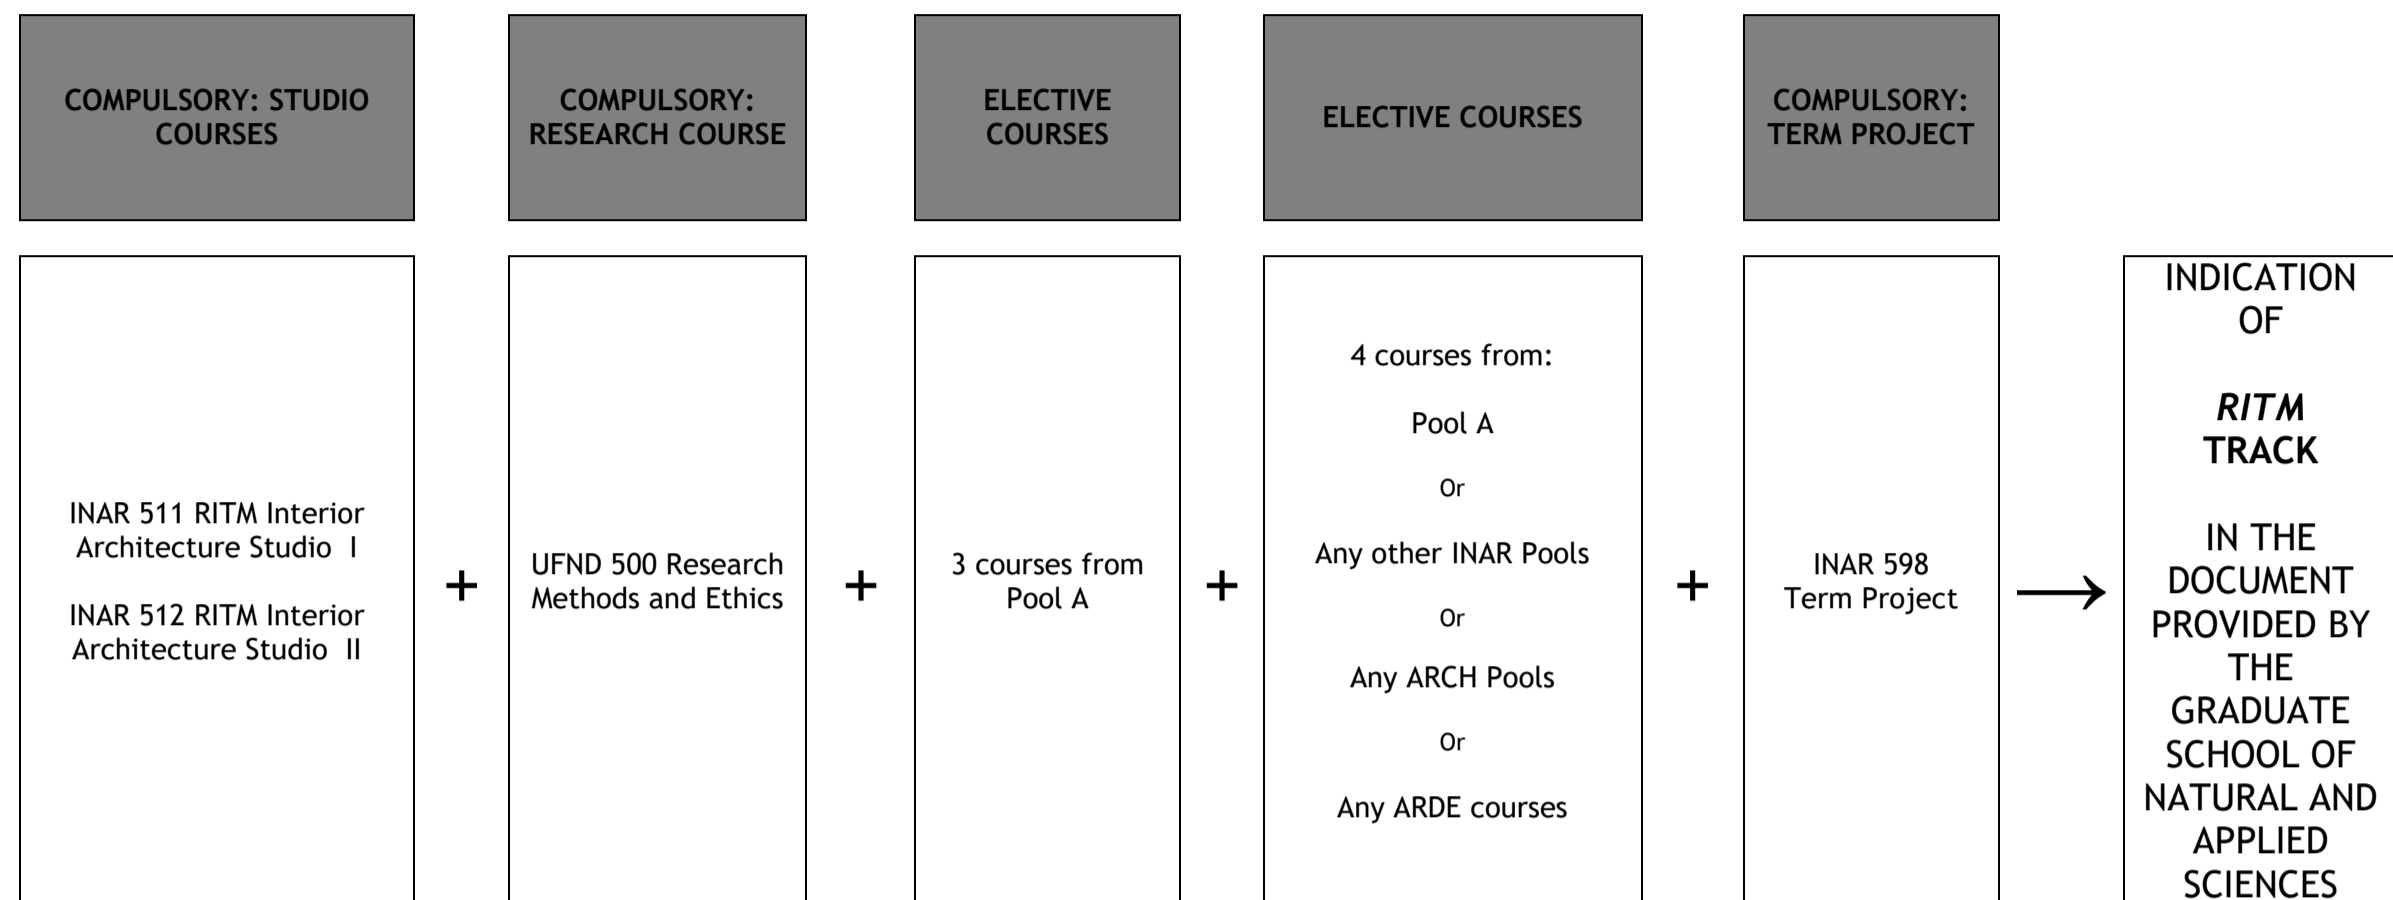 COMPULSORY: STUDIO
COURSES
COMPULSORY:
RESEARCH COURSE
ELECTIVE
COURSES
ELECTIVE COURSES
COMPULSORY:
TERM PROJECT
INAR 511 RITM Interior
Architecture Studio I
INAR 512 RITM Interior
Architecture Studio II
+
UFND 500 Research
Methods and Ethics
+
3 courses from
Pool A
+
4 courses from:
Pool A
Or
Any other INAR Pools
Or
Any ARCH Pools
Or
Any ARDE courses
+
INAR 598
Term Project
→
INDICATION
OF
RITM
TRACK
IN THE
DOCUMENT
PROVIDED BY
THE
GRADUATE
SCHOOL OF
NATURAL AND
APPLIED
SCIENCES